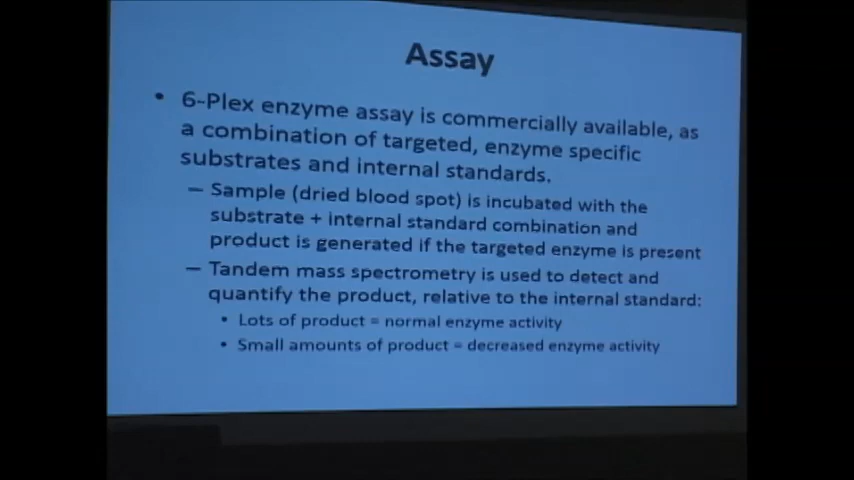 Assay
• 6-Plex enzyme assay is commercially available, as
a combination of targeted, enzyme specific
substrates and internal standards.
– Sample (dried blood spot) is incubated with the
substrate + internal standard combination and
product is generated if the targeted enzyme is present
– Tandem mass spectrometry is used to detect and
quantify the product, relative to the internal standard:
• Lots of product = normal enzyme activity
• Small amounts of product = decreased enzyme activity